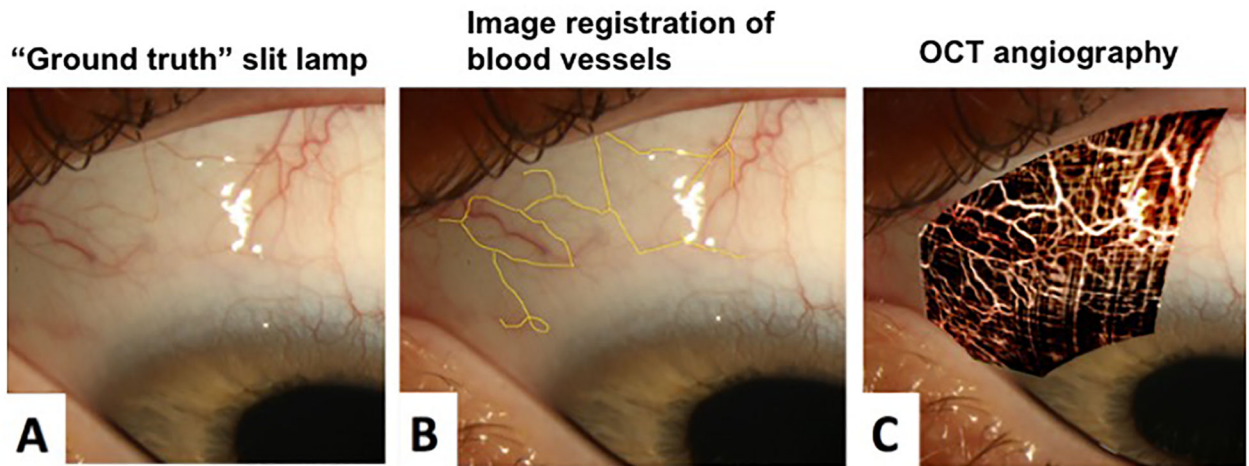 “Ground truth” slit lamp
Image registration of
blood vessels
OCT angiography
A
B
C